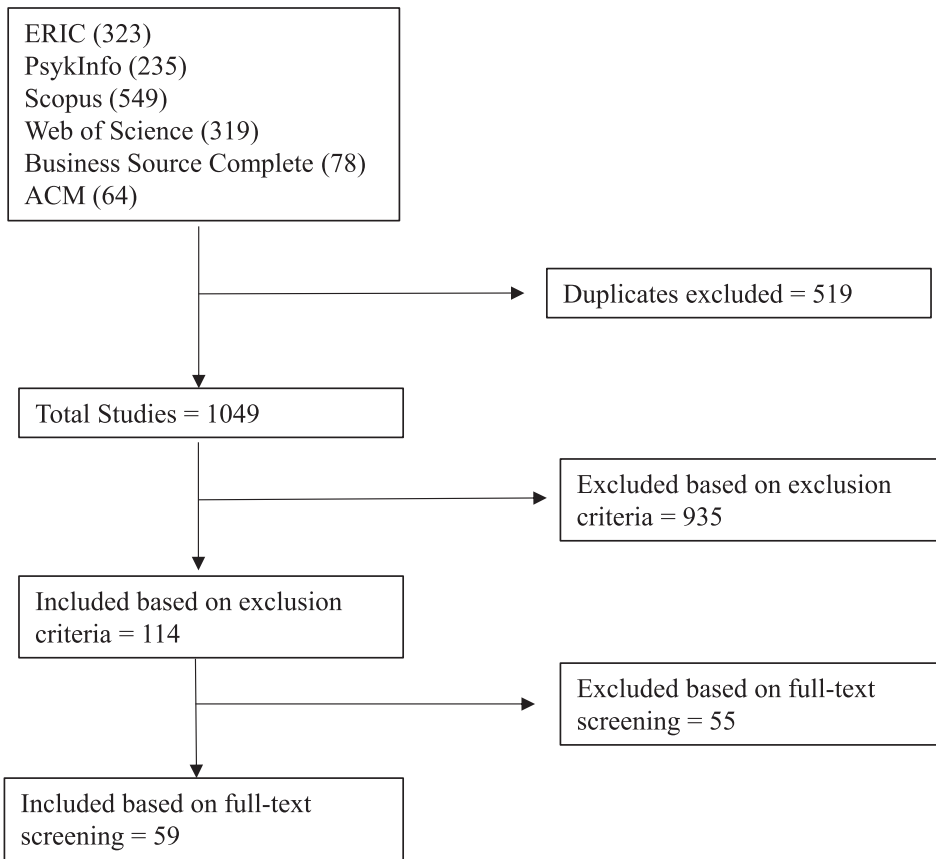 ERIC (323)
PsykInfo (235)
Scopus (549)
Web of Science (319)
Business Source Complete (78)
ACM (64)
Duplicates excluded = 519
Total Studies = 1049
Excluded based on exclusion
criteria = 935
Included based on exclusion
criteria = 114
Excluded based on full-text
screening = 55
Included based on full-text
screening = 59